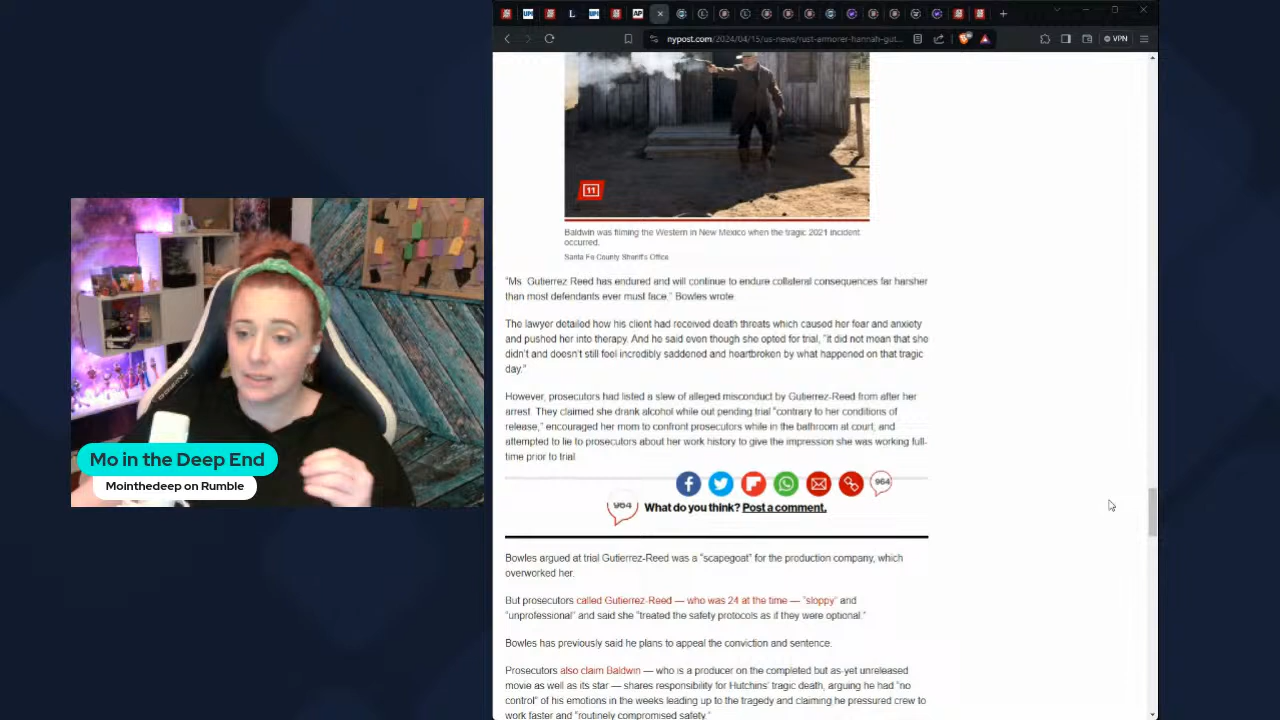 nypost.com/2024/04/15/us-news/rust-armorer-hannah-gut...
VPN
11
Baldwin was filming the Western in New Mexico when the tragic 2021 incident
occurred.
Santa Fe County Sheriff's Office
"Ms Gutierrez Reed has endured and will continue to endure collateral consequences far harsher
than most defendants ever must face," Bowles wrote
The lawyer detailed how his client had received death threats which caused her fear and anxiety
and pushed her into therapy. And he said even though she opted for trial, "it did not mean that she
didn't and doesn't still feel incredibly saddened and heartbroken by what happened on that tragic
day."
However, prosecutors had listed a slew of alleged misconduct by Gutierrez-Reed from after her
arrest. They claimed she drank alcohol while out pending trial "contrary to her conditions of
release," encouraged her mom to confront prosecutors while in the bathroom at court, and
attempted to lie to prosecutors about her work history to give the impression she was working full-
time prior to trial
964
964
What do you think? Post a comment.
Bowles argued at trial Gutierrez-Reed was a "scapegoat" for the production company, which
overworked her.
But prosecutors called Gutierrez-Reed — who was 24 at the time — "sloppy" and
"unprofessional" and said she "treated the safety protocols as if they were optional."
Bowles has previously said he plans to appeal the conviction and sentence.
Prosecutors also claim Baldwin — who is a producer on the completed but as-yet unreleased
movie as well as its star — shares responsibility for Hutchins' tragic death, arguing he had "no
control" of his emotions in the weeks leading up to the tragedy and claiming he pressured crew to
work faster and "routinely compromised safety."
Mo in the Deep End
Mointhedeep on Rumble